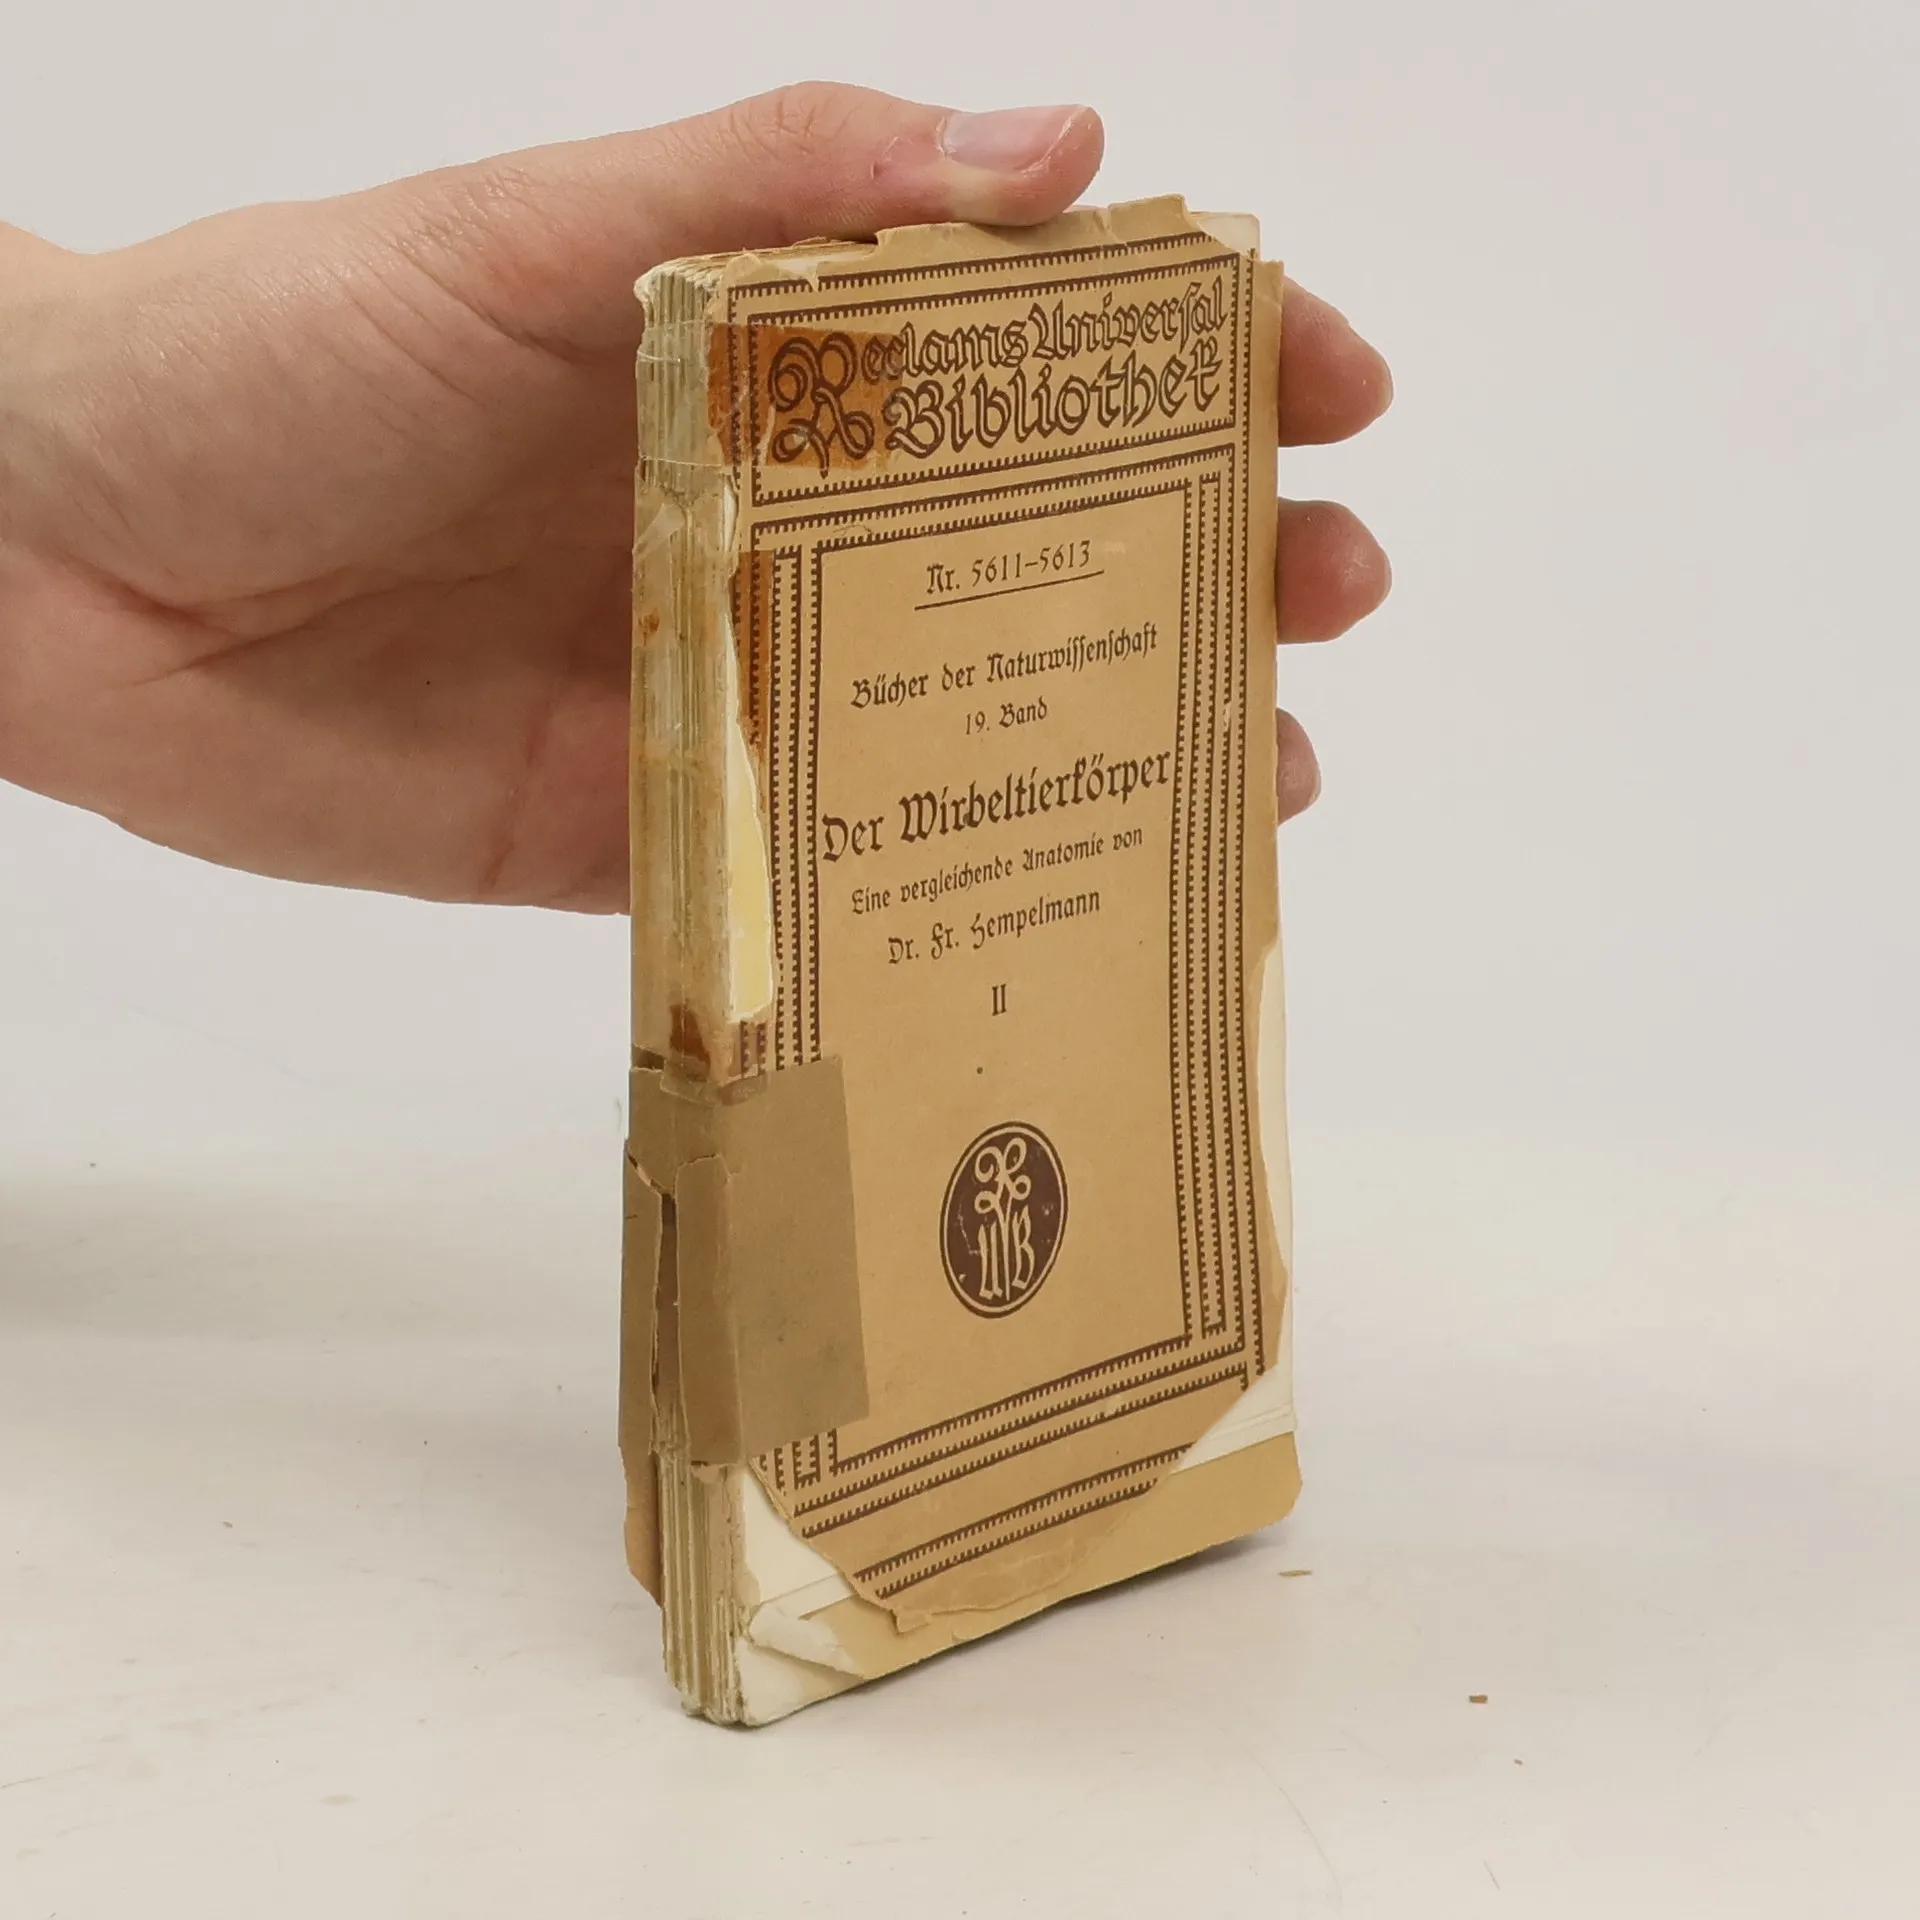 Reclams Universal
Bibliothek
Nr. 5611–5613
Bücher der Naturwiſſenſchaft
19. Band
Der Wirbeltierkörper
Eine vergleichende Anatomie von
Dr. Fr. Hempelmann
II
R
UB